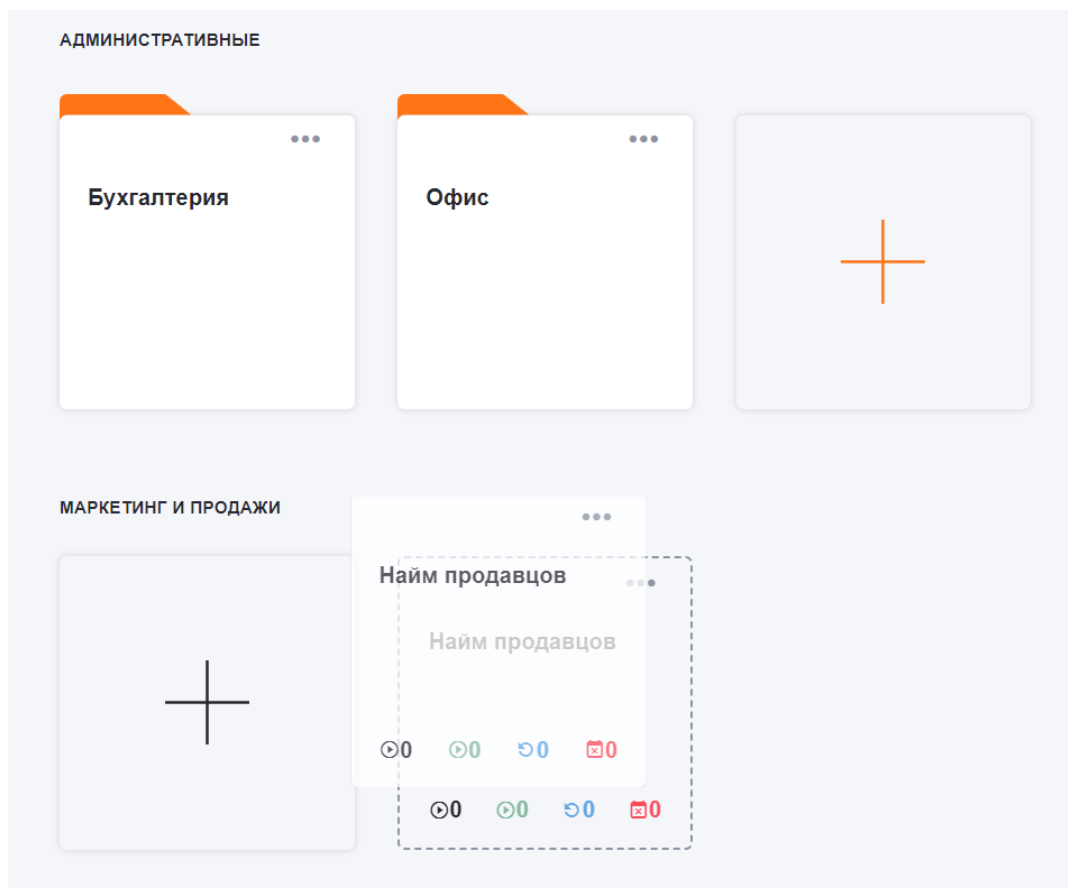 АДМИНИСТРАТИВНЫЕ
Бухгалтерия
Офис
МАРКЕТИНГ И ПРОДАЖИ
Найм продавцов
Найм продавцов
0 0 0 0
0 0 0 0